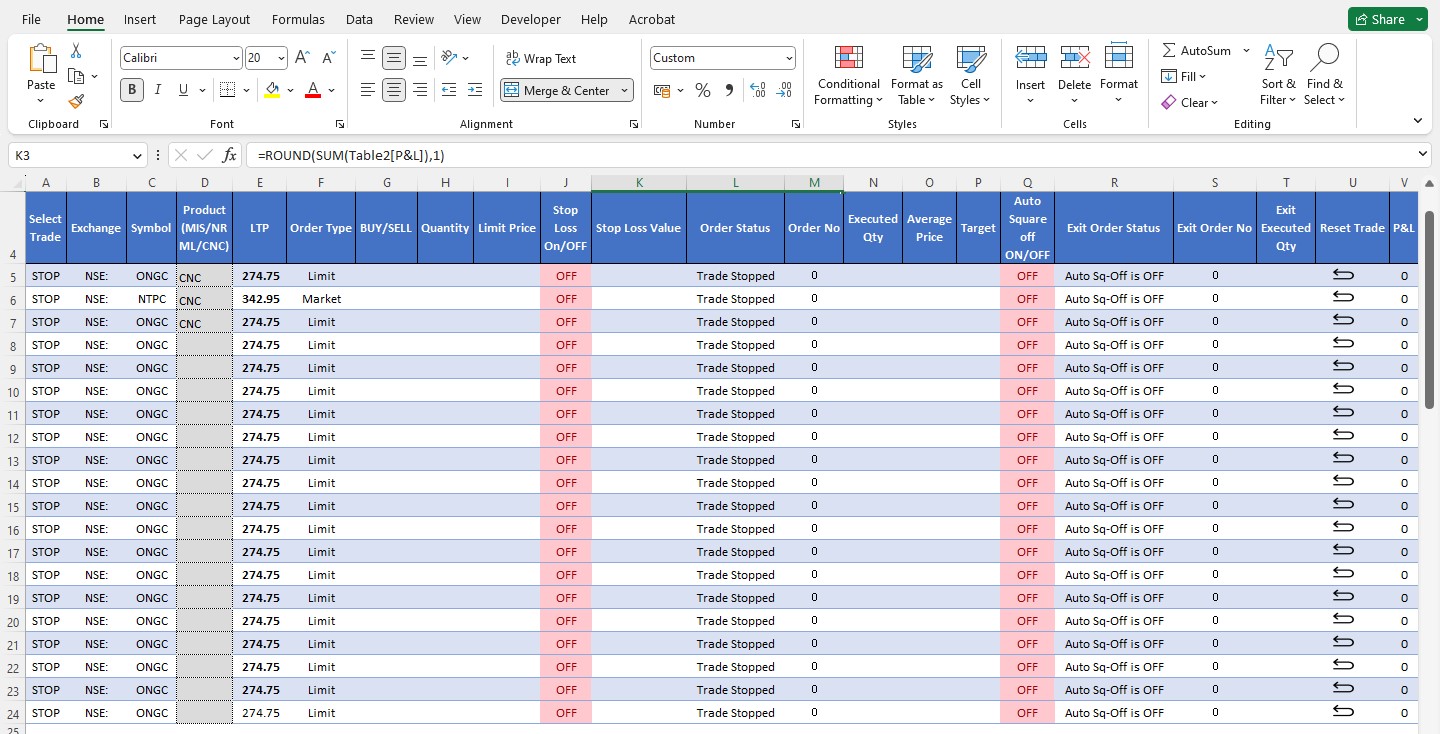 File Home Insert Page Layout Formulas Data Review View Developer Help Acrobat Share
Calibri 20 A A Wrap Text Custom AutoSum
Paste B I U A Merge & Center % Conditional Formatting Format as Table Cell Styles Insert Delete Format Fill Clear Sort & Filter Find & Select
Clipboard Font Alignment Number Styles Cells Editing
K3 fx =ROUND(SUM(Table2[P&L]),1)
A B C D E F G H I J K L M N O P Q R S T U V
4 Select Trade Exchange Symbol Product (MIS/NRML/CNC) LTP Order Type BUY/SELL Quantity Limit Price Stop Loss On/OFF Stop Loss Value Order Status Order No Executed Qty Average Price Target Auto Square off ON/OFF Exit Order Status Exit Order No Exit Executed Qty Reset Trade P&L
5 STOP NSE: ONGC CNC 274.75 Limit OFF Trade Stopped 0 OFF Auto Sq-Off is OFF 0 0
6 STOP NSE: NTPC CNC 342.95 Market OFF Trade Stopped 0 OFF Auto Sq-Off is OFF 0 0
7 STOP NSE: ONGC CNC 274.75 Limit OFF Trade Stopped 0 OFF Auto Sq-Off is OFF 0 0
8 STOP NSE: ONGC 274.75 Limit OFF Trade Stopped 0 OFF Auto Sq-Off is OFF 0 0
9 STOP NSE: ONGC 274.75 Limit OFF Trade Stopped 0 OFF Auto Sq-Off is OFF 0 0
10 STOP NSE: ONGC 274.75 Limit OFF Trade Stopped 0 OFF Auto Sq-Off is OFF 0 0
11 STOP NSE: ONGC 274.75 Limit OFF Trade Stopped 0 OFF Auto Sq-Off is OFF 0 0
12 STOP NSE: ONGC 274.75 Limit OFF Trade Stopped 0 OFF Auto Sq-Off is OFF 0 0
13 STOP NSE: ONGC 274.75 Limit OFF Trade Stopped 0 OFF Auto Sq-Off is OFF 0 0
14 STOP NSE: ONGC 274.75 Limit OFF Trade Stopped 0 OFF Auto Sq-Off is OFF 0 0
15 STOP NSE: ONGC 274.75 Limit OFF Trade Stopped 0 OFF Auto Sq-Off is OFF 0 0
16 STOP NSE: ONGC 274.75 Limit OFF Trade Stopped 0 OFF Auto Sq-Off is OFF 0 0
17 STOP NSE: ONGC 274.75 Limit OFF Trade Stopped 0 OFF Auto Sq-Off is OFF 0 0
18 STOP NSE: ONGC 274.75 Limit OFF Trade Stopped 0 OFF Auto Sq-Off is OFF 0 0
19 STOP NSE: ONGC 274.75 Limit OFF Trade Stopped 0 OFF Auto Sq-Off is OFF 0 0
20 STOP NSE: ONGC 274.75 Limit OFF Trade Stopped 0 OFF Auto Sq-Off is OFF 0 0
21 STOP NSE: ONGC 274.75 Limit OFF Trade Stopped 0 OFF Auto Sq-Off is OFF 0 0
22 STOP NSE: ONGC 274.75 Limit OFF Trade Stopped 0 OFF Auto Sq-Off is OFF 0 0
23 STOP NSE: ONGC 274.75 Limit OFF Trade Stopped 0 OFF Auto Sq-Off is OFF 0 0
24 STOP NSE: ONGC 274.75 Limit OFF Trade Stopped 0 OFF Auto Sq-Off is OFF 0 0
25